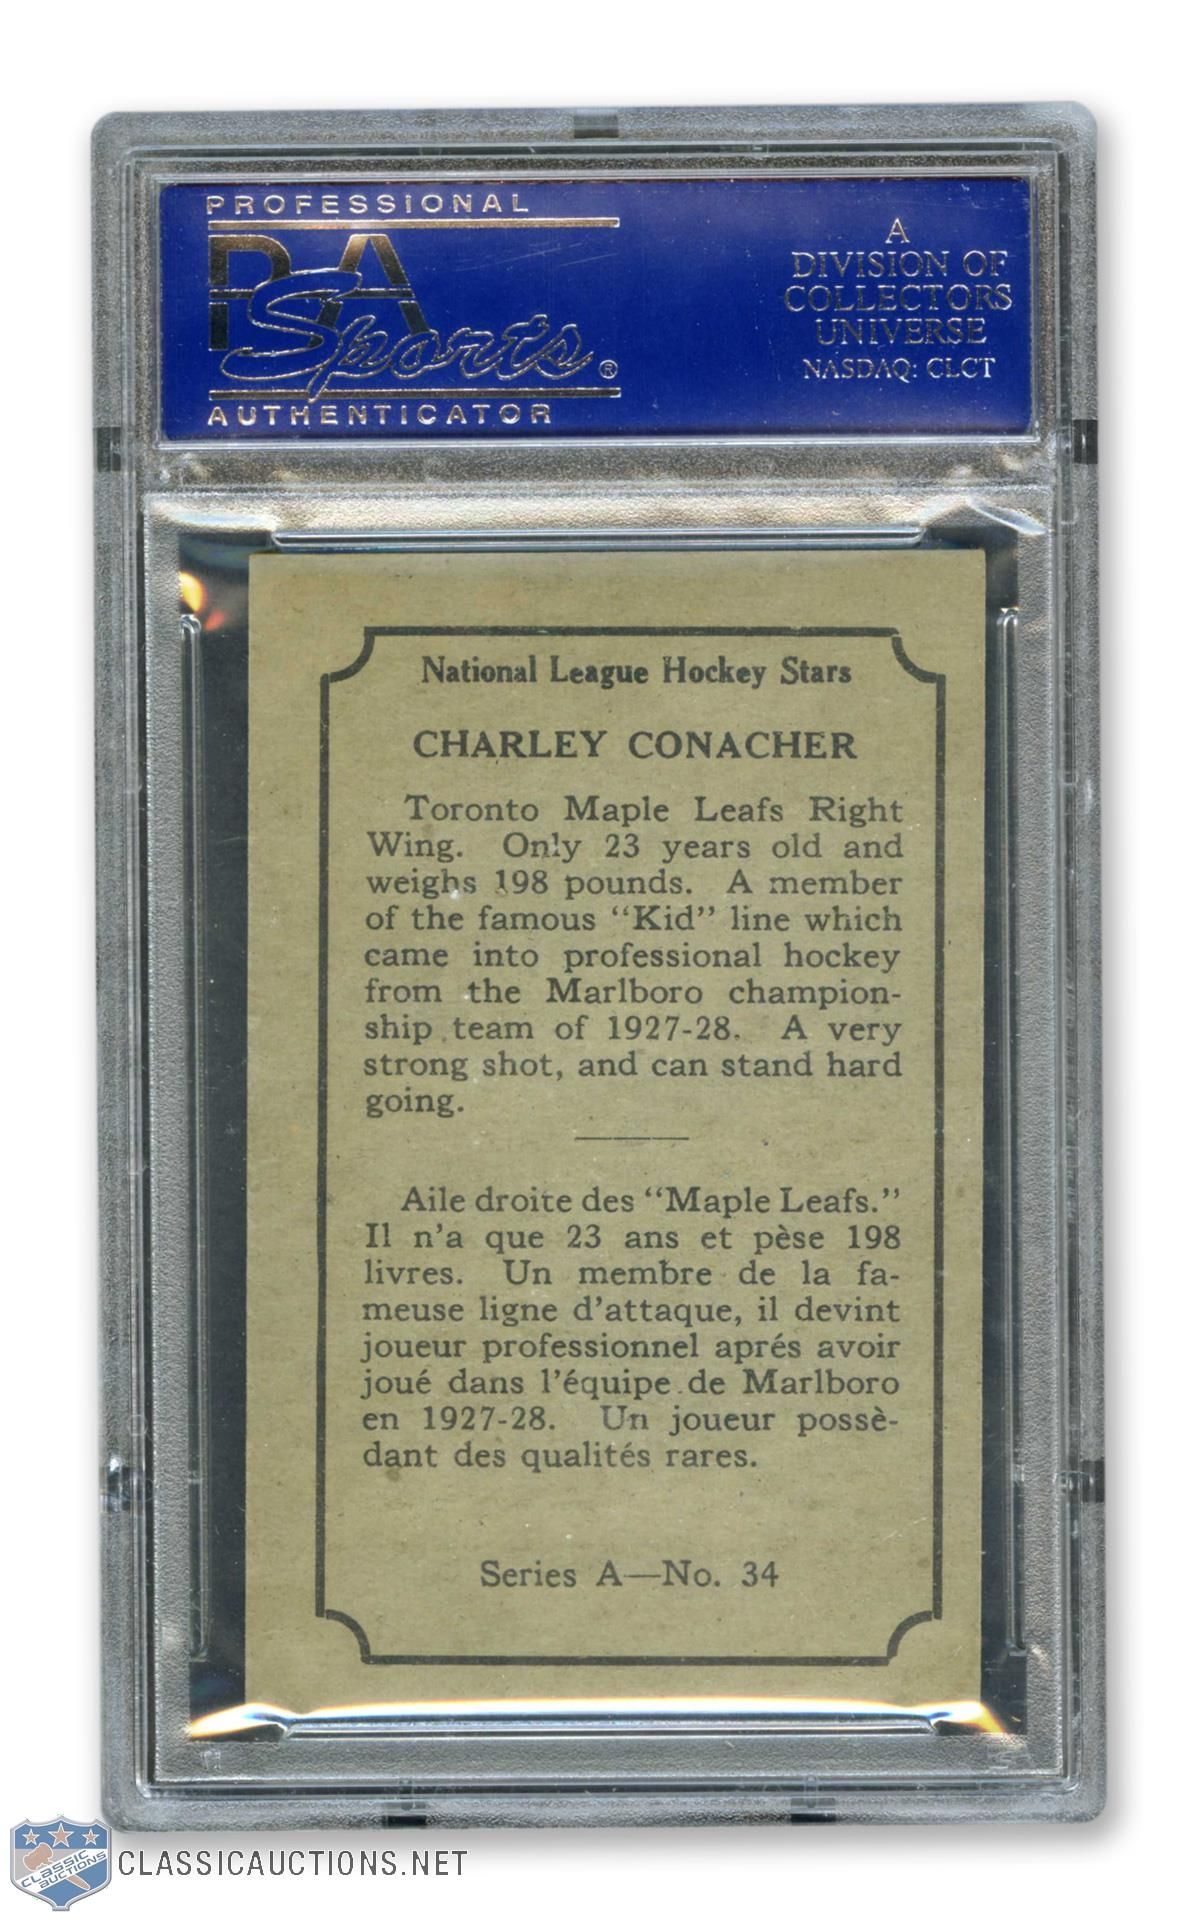 PROFESSIONAL
PSA
Sports®
AUTHENTICATOR
A
DIVISION OF
COLLECTORS
UNIVERSE
NASDAQ: CLCT
National League Hockey Stars
CHARLEY CONACHER
Toronto Maple Leafs Right
Wing. Only 23 years old and
weighs 198 pounds. A member
of the famous "Kid" line which
came into professional hockey
from the Marlboro champion-
ship team of 1927-28. A very
strong shot, and can stand hard
going.
Aile droite des "Maple Leafs."
Il n'a que 23 ans et pèse 198
livres. Un membre de la fa-
meuse ligne d'attaque, il devint
joueur professionnel aprés avoir
joué dans l'équipe de Marlboro
en 1927-28. Un joueur possè-
dant des qualités rares.
Series A—No. 34
CLASSIC
AUCTIONS
CLASSICAUCTIONS.NET